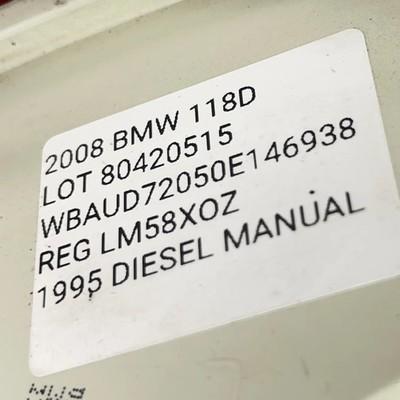 2008 BMW 118D
LOT 80420515
WBAUD72050E146938
REG LM58XOZ
1995 DIESEL MANUAL